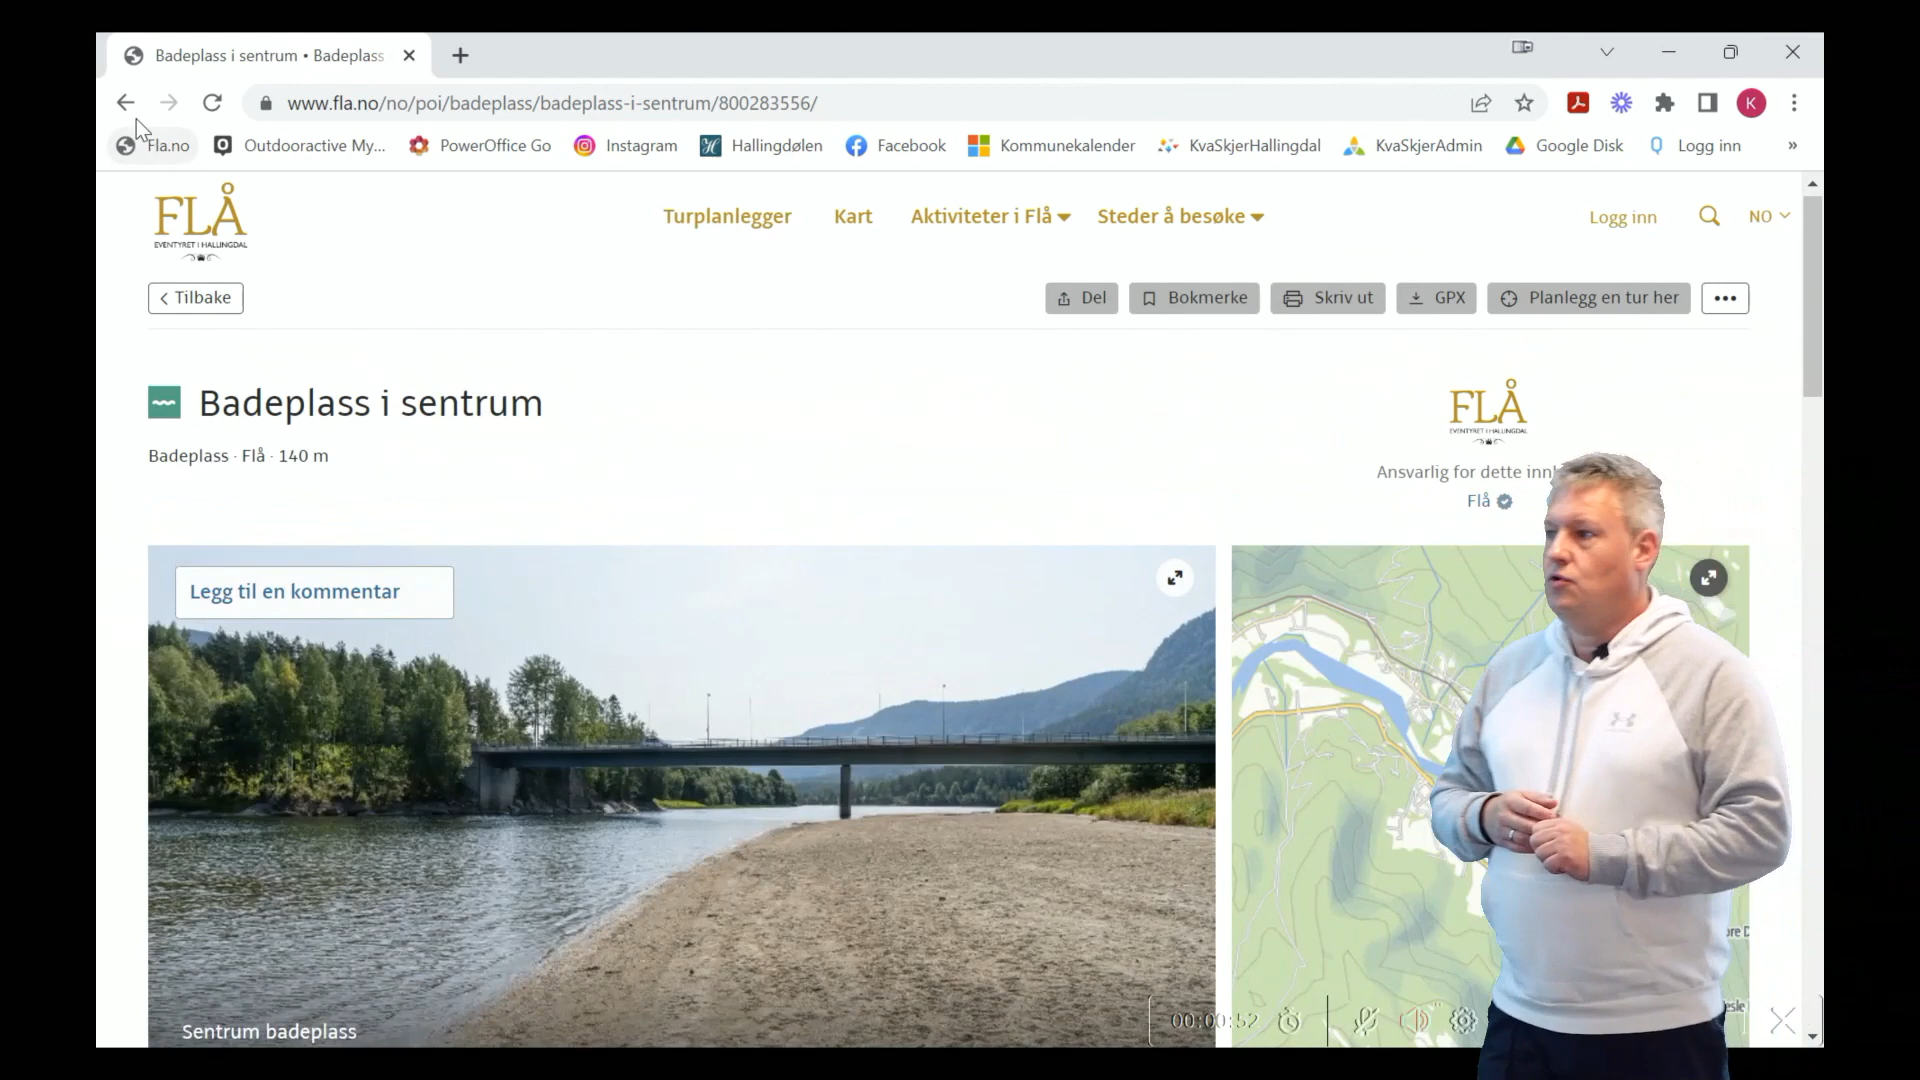 Badeplass i sentrum • Badeplass
www.fla.no/no/poi/badeplass/badeplass-i-sentrum/800283556/
K
Fla.no
Outdooractive My...
PowerOffice Go
Instagram
Hallingdølen
Facebook
Kommunekalender
KvaSkjerHallingdal
KvaSkjerAdmin
Google Disk
Logg inn
»
FLÅ
EVENTYRET I HALLINGDAL
Turplanlegger
Kart
Aktiviteter i Flå
Steder å besøke
Logg inn
NO
Tilbake
Del
Bokmerke
Skriv ut
GPX
Planlegg en tur her
Badeplass i sentrum
Badeplass · Flå · 140 m
FLÅ
EVENTYRET I HALLINGDAL
Ansvarlig for dette inn
Flå
Legg til en kommentar
Sentrum badeplass
00:00:52